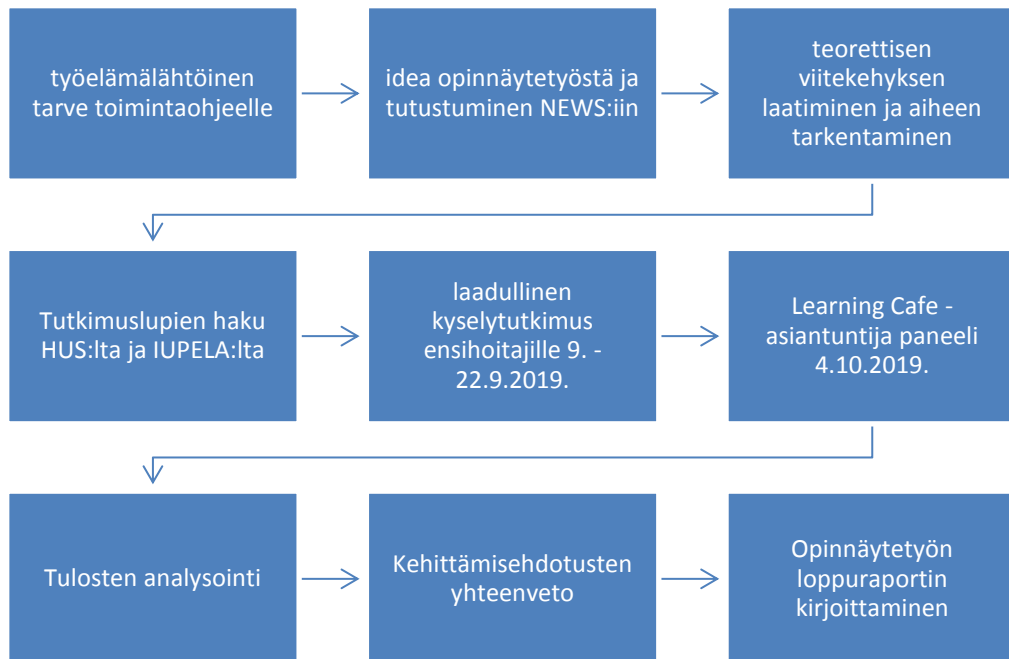 työelämälähtöinen
tarve toimintaohjeelle
idea opinnäytetyöstä ja
tutustuminen NEWS:iin
teorettisen
viitekehyksen
laatiminen ja aiheen
tarkentaminen
Tutkimuslupien haku
HUS:lta ja IUPELA:lta
laadullinen
kyselytutkimus
ensihoitajille 9. -
22.9.2019.
Learning Cafe -
asiantuntija paneeli
4.10.2019.
Tulosten analysointi
Kehittämisehdotusten
yhteenveto
Opinnäytetyön
loppuraportin
kirjoittaminen